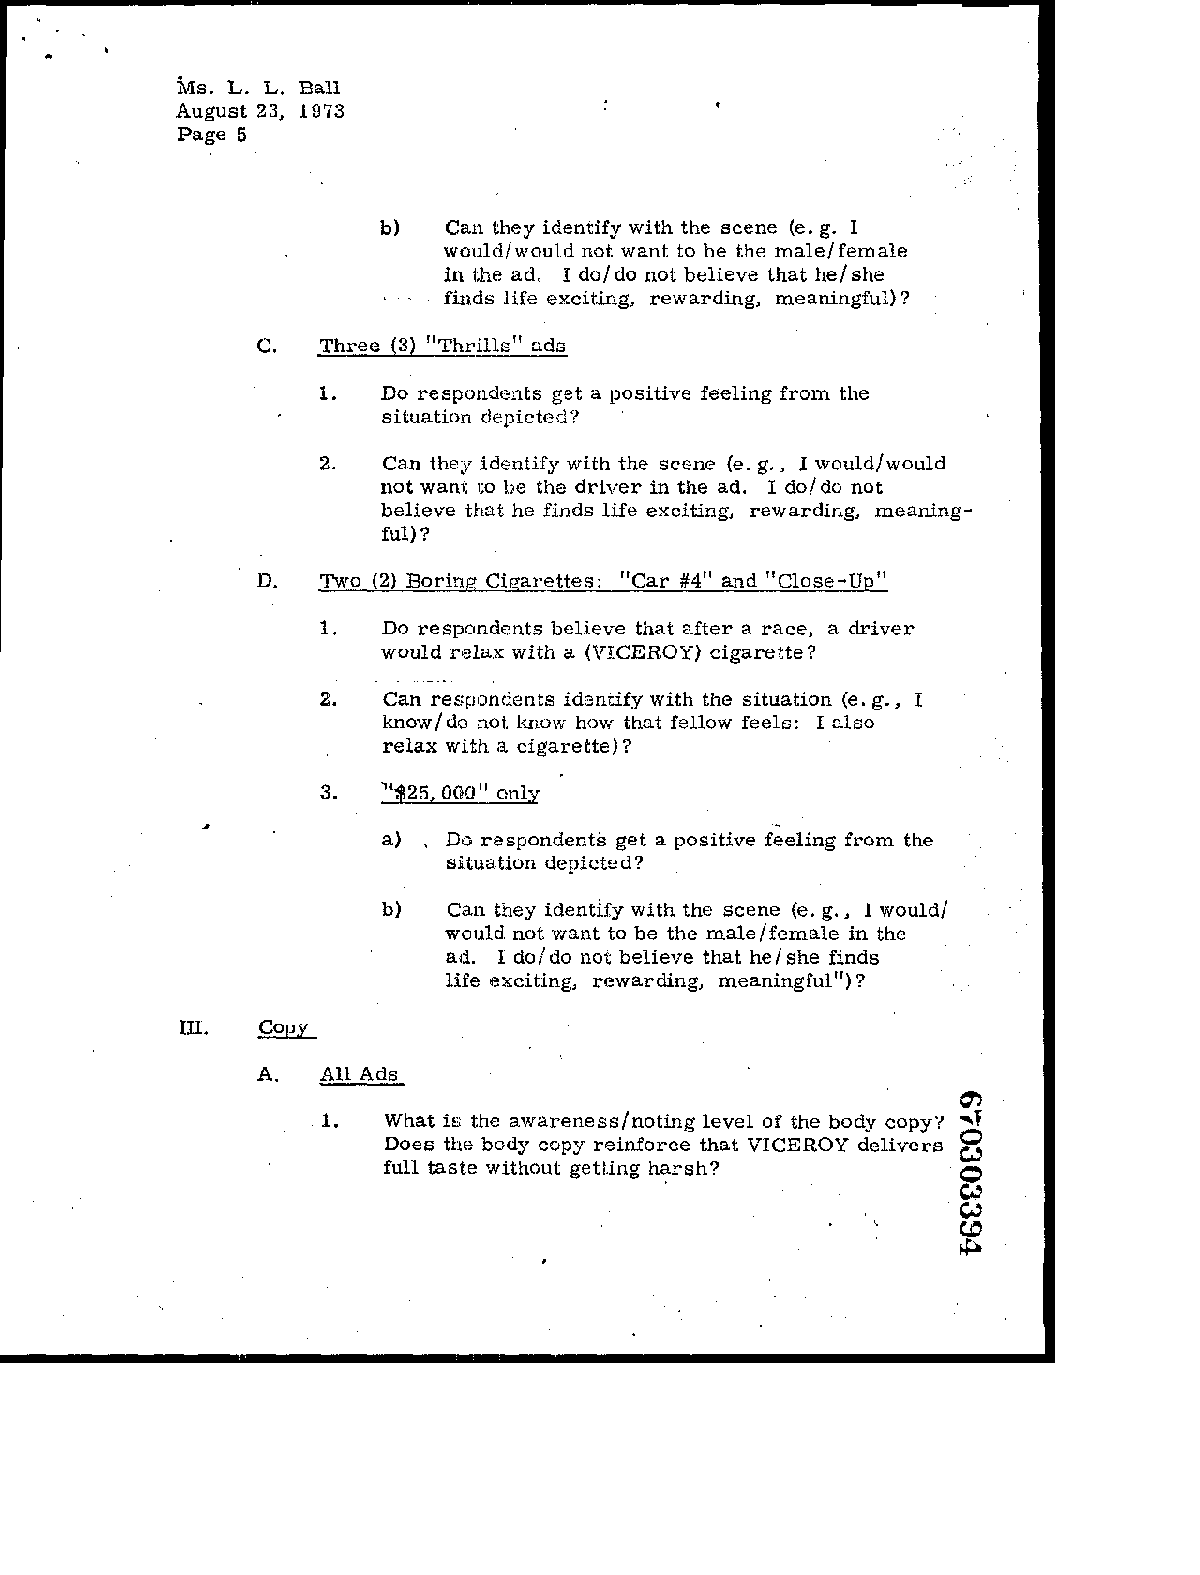 Ms. L. L. Ball
August 23, 1973
Page 5
b) Can they identify with the scene (e.g. I
would/would not want to be the male/female
in the ad. I do/do not believe that he/she
finds life exciting, rewarding, meaningful)?
C. Three (3) "Thrills" ads
1. Do respondents get a positive feeling from the
situation depicted?
2. Can they identify with the scene (e.g., I would/would
not want to be the driver in the ad. I do/do not
believe that he finds life exciting, rewarding, meaning-
ful)?
D. Two (2) Boring Cigarettes: "Car #4" and "Close-Up"
1. Do respondents believe that after a race, a driver
would relax with a (VICEROY) cigarette?
2. Can respondents identify with the situation (e.g., I
know/do not know how that fellow feels: I also
relax with a cigarette)?
3. "$25,000" only
a) Do respondents get a positive feeling from the
situation depicted?
b) Can they identify with the scene (e.g., I would/
would not want to be the male/female in the
ad. I do/do not believe that he/she finds
life exciting, rewarding, meaningful")?
III. Copy
A. All Ads
1. What is the awareness/noting level of the body copy?
Does the body copy reinforce that VICEROY delivers
full taste without getting harsh?
670303394